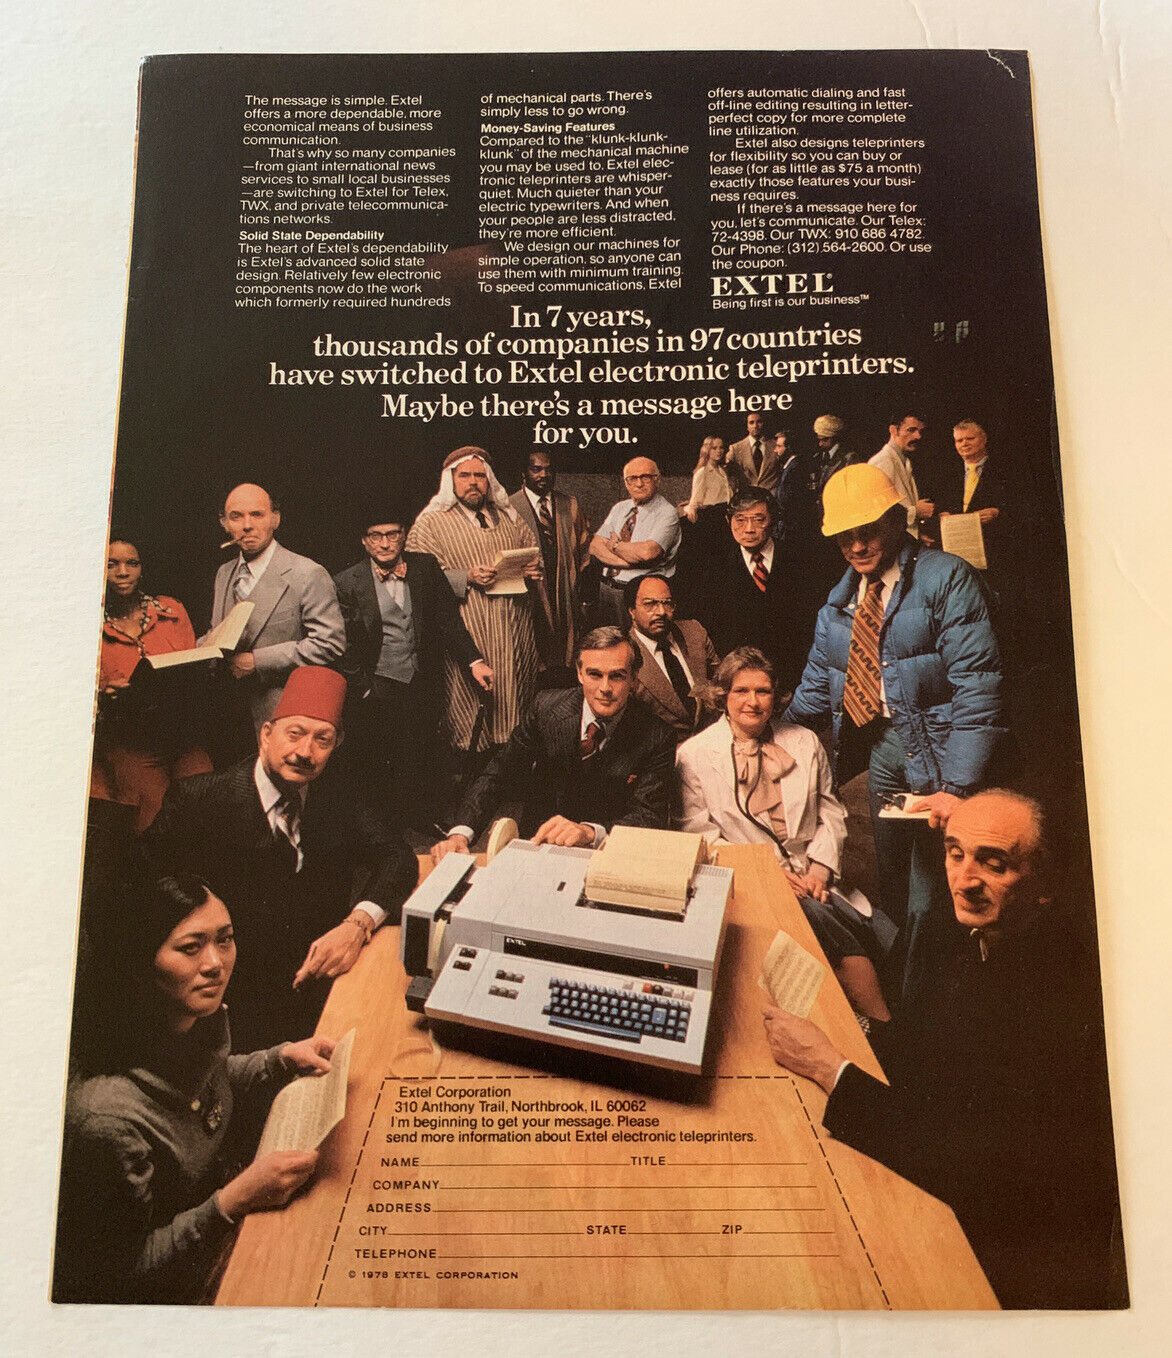 The message is simple. Extel
offers a more dependable, more
economical means of business
communication.
That's why so many companies
—from giant international news
services to small local businesses
—are switching to Extel for Telex,
TWX, and private telecommunica-
tions networks.
Solid State Dependability
The heart of Extel's dependability
is Extel's advanced solid state
design. Relatively few electronic
components now do the work
which formerly required hundreds
of mechanical parts. There's
simply less to go wrong.
Money-Saving Features
Compared to the "klunk-klunk-
klunk" of the mechanical machine
you may be used to, Extel elec-
tronic teleprinters are whisper-
quiet. Much quieter than your
electric typewriters. And when
your people are less distracted,
they're more efficient.
We design our machines for
simple operation, so anyone can
use them with minimum training.
To speed communications, Extel
offers automatic dialing and fast
off-line editing resulting in letter-
perfect copy for more complete
line utilization.
Extel also designs teleprinters
for flexibility so you can buy or
lease (for as little as $75 a month)
exactly those features your busi-
ness requires.
If there's a message here for
you, let's communicate. Our Telex:
72-4398. Our TWX: 910 686 4782.
Our Phone: (312) 564-2600. Or use
the coupon.
EXTEL®
Being first is our business™
In 7 years,
thousands of companies in 97 countries
have switched to Extel electronic teleprinters.
Maybe there's a message here
for you.
EXTEL
Extel Corporation
310 Anthony Trail, Northbrook, IL 60062
I'm beginning to get your message. Please
send more information about Extel electronic teleprinters.
NAME TITLE
COMPANY
ADDRESS
CITY STATE ZIP
TELEPHONE
© 1978 EXTEL CORPORATION